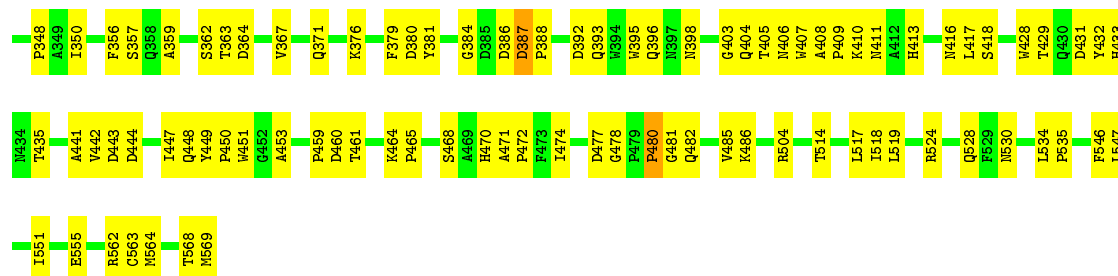 P348 A349 I350 F356 S357 Q358 A359 S362 T363 D364 V367 Q371 K376 F379 D380 Y381 G384 D385 D386 D387 P388 D392 Q393 W394 W395 Q396 N397 N398 G403 Q404 T405 N406 W407 A408 P409 K410 N411 A412 H413 N416 L417 S418 W428 T429 Q430 D431 Y432
N434 T435 A441 V442 D443 D444 I447 Q448 Y449 P450 W451 G452 A453 P459 D460 T461 K464 P465 S468 A469 H470 A471 P472 F473 I474 D477 G478 P479 P480 G481 Q482 V485 K486 R504 T514 L517 I518 L519 R524 Q528 F529 N530 L534 P535 F546
I551 E555 R562 C563 M564 T568 M569